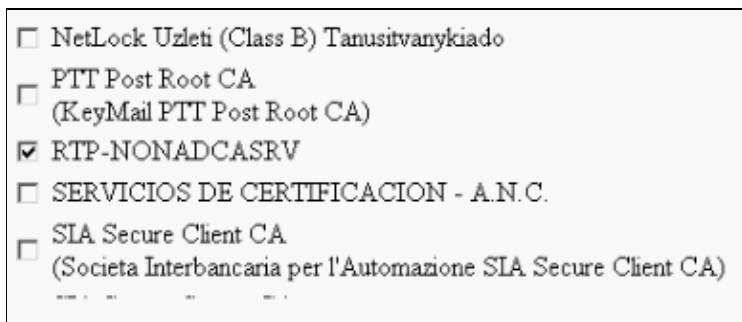 NetLock Uzleti (Class B) Tanusitvanykiado
PTT Post Root CA
(KeyMail PTT Post Root CA)
RTP-NONADCASRV
SERVICIOS DE CERTIFICACION - A.N.C.
SIA Secure Client CA
(Societa Interbancaria per l'Automazione SIA Secure Client CA)